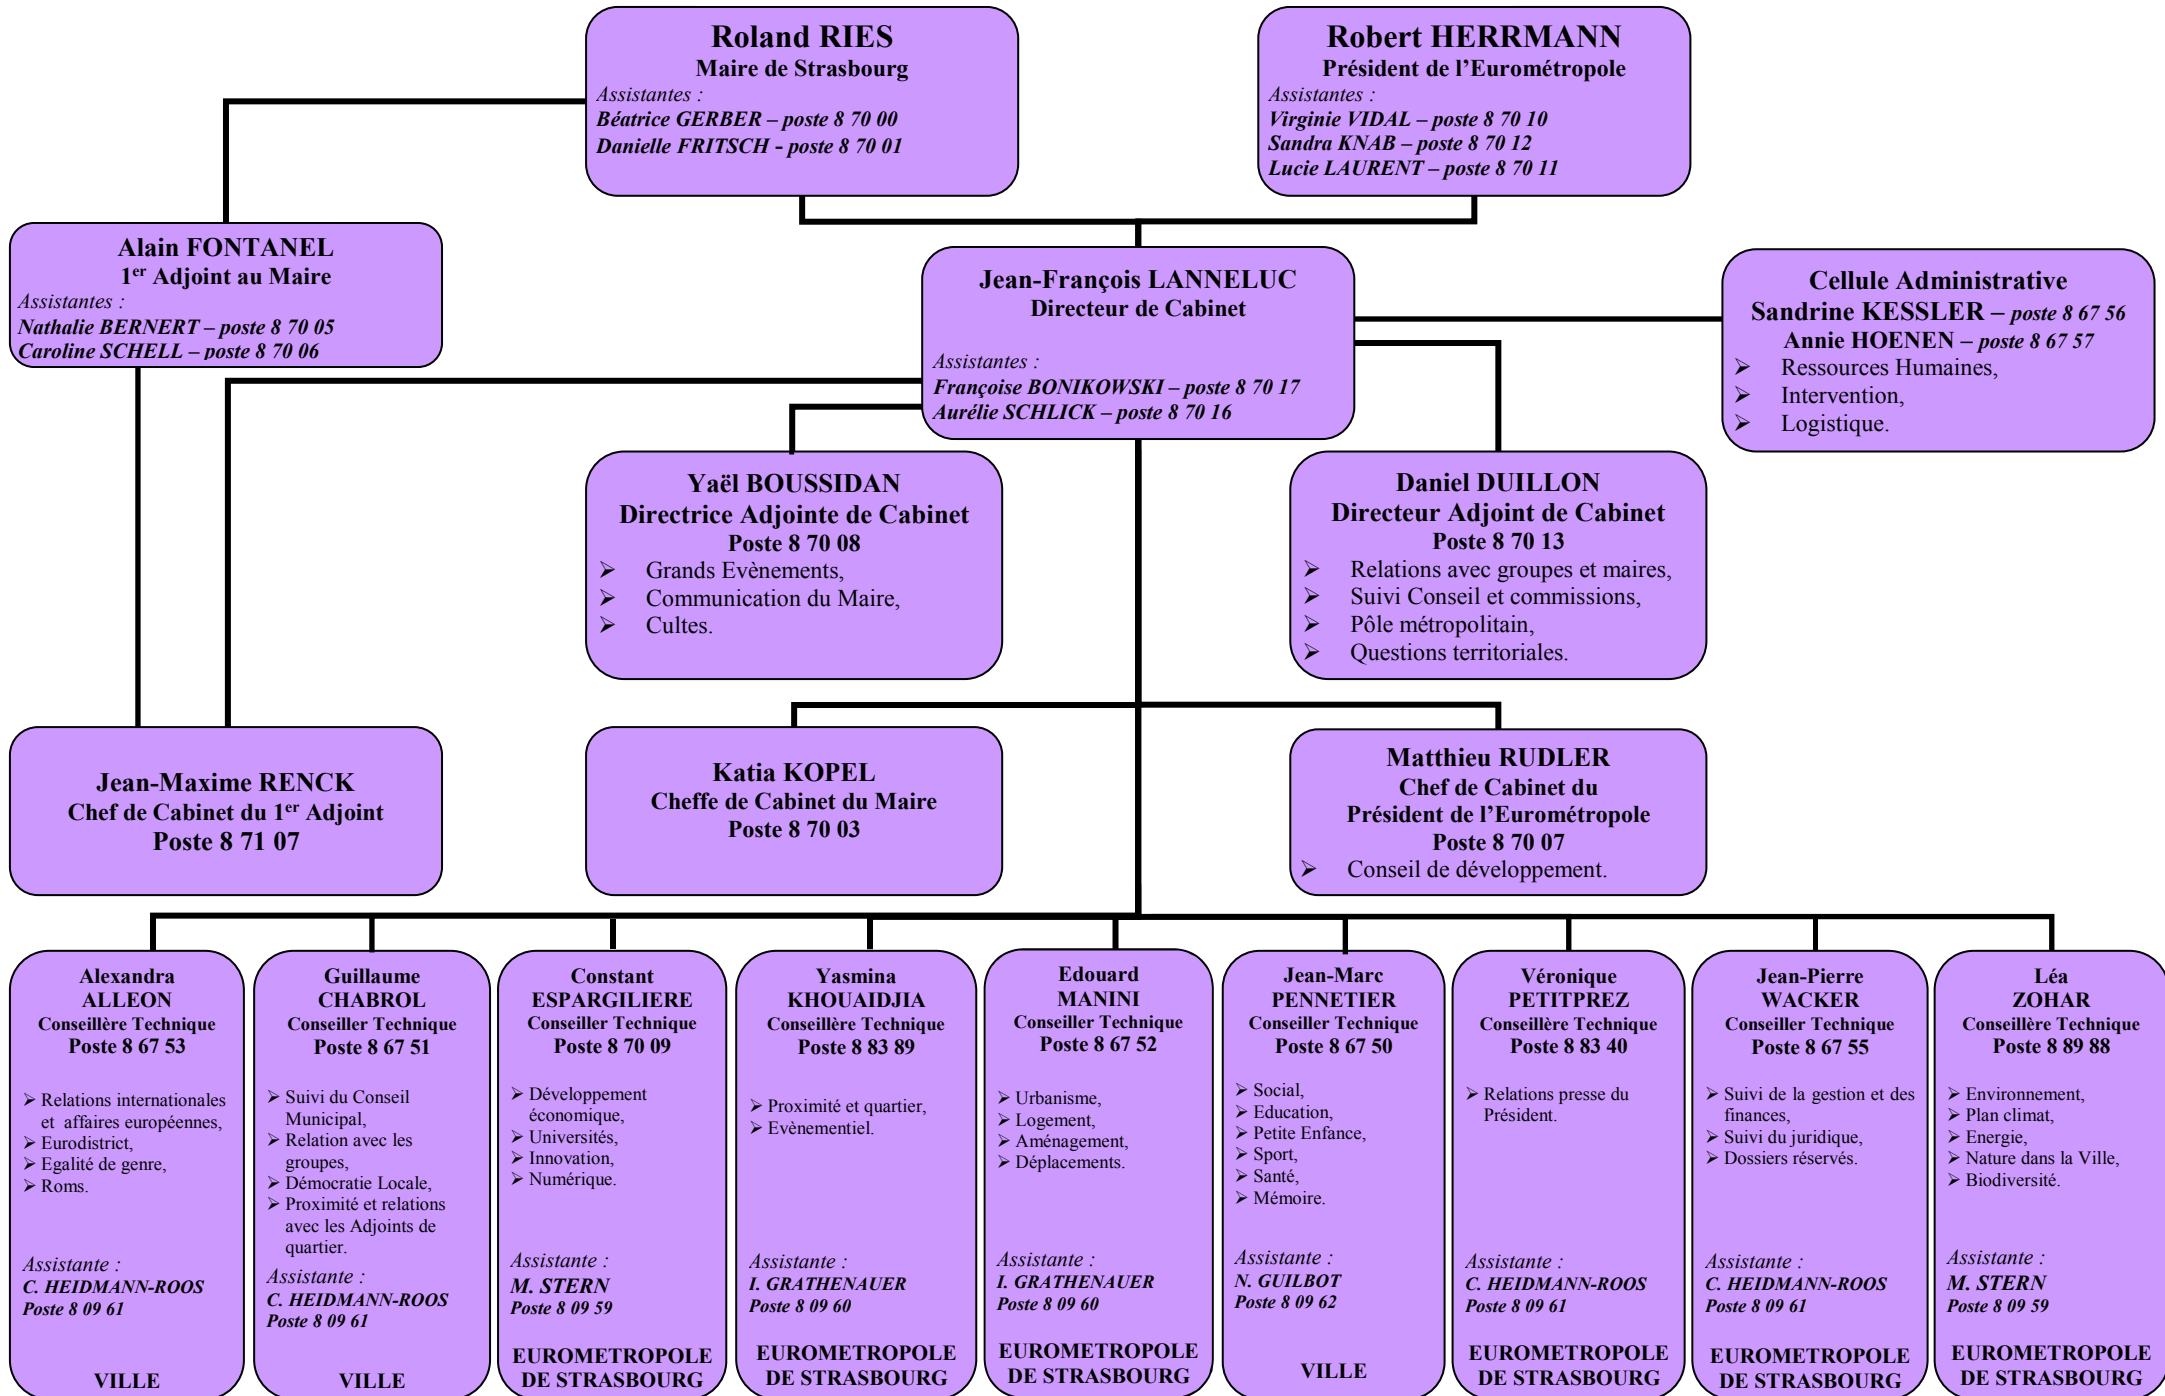 Roland RIES
Maire de Strasbourg
Assistantes :
Béatrice GERBER – poste 8 70 00
Danielle FRITSCH - poste 8 70 01
Robert HERRMANN
Président de l’Eurométropole
Assistantes :
Virginie VIDAL – poste 8 70 10
Sandra KNAB – poste 8 70 12
Lucie LAURENT – poste 8 70 11
Alain FONTANEL
1er Adjoint au Maire
Assistantes :
Nathalie BERNERT – poste 8 70 05
Caroline SCHELL – poste 8 70 06
Jean-François LANNELUC
Directeur de Cabinet
Assistantes :
Françoise BONIKOWSKI – poste 8 70 17
Aurélie SCHLICK – poste 8 70 16
Cellule Administrative
Sandrine KESSLER – poste 8 67 56
Annie HOENEN – poste 8 67 57
➢ Ressources Humaines,
➢ Intervention,
➢ Logistique.
Yaël BOUSSIDAN
Directrice Adjointe de Cabinet
Poste 8 70 08
➢ Grands Evènements,
➢ Communication du Maire,
➢ Cultes.
Daniel DUILLON
Directeur Adjoint de Cabinet
Poste 8 70 13
➢ Relations avec groupes et maires,
➢ Suivi Conseil et commissions,
➢ Pôle métropolitain,
➢ Questions territoriales.
Jean-Maxime RENCK
Chef de Cabinet du 1er Adjoint
Poste 8 71 07
Katia KOPEL
Cheffe de Cabinet du Maire
Poste 8 70 03
Matthieu RUDLER
Chef de Cabinet du
Président de l’Eurométropole
Poste 8 70 07
➢ Conseil de développement.
Alexandra
ALLEON
Conseillère Technique
Poste 8 67 53
➢ Relations internationales
et affaires européennes,
➢ Eurodistrict,
➢ Egalité de genre,
➢ Roms.
Assistante :
C. HEIDMANN-ROOS
Poste 8 09 61
VILLE
Guillaume
CHABROL
Conseiller Technique
Poste 8 67 51
➢ Suivi du Conseil
Municipal,
➢ Relation avec les
groupes,
➢ Démocratie Locale,
➢ Proximité et relations
avec les Adjoints de
quartier.
Assistante :
C. HEIDMANN-ROOS
Poste 8 09 61
VILLE
Constant
ESPARGILIERE
Conseiller Technique
Poste 8 70 09
➢ Développement
économique,
➢ Universités,
➢ Innovation,
➢ Numérique.
Assistante :
M. STERN
Poste 8 09 59
EUROMETROPOLE
DE STRASBOURG
Yasmina
KHOUAIDJIA
Conseillère Technique
Poste 8 83 89
➢ Proximité et quartier,
➢ Evènementiel.
Assistante :
I. GRATHENAUER
Poste 8 09 60
EUROMETROPOLE
DE STRASBOURG
Edouard
MANINI
Conseiller Technique
Poste 8 67 52
➢ Urbanisme,
➢ Logement,
➢ Aménagement,
➢ Déplacements.
Assistante :
I. GRATHENAUER
Poste 8 09 60
EUROMETROPOLE
DE STRASBOURG
Jean-Marc
PENNETIER
Conseiller Technique
Poste 8 67 50
➢ Social,
➢ Education,
➢ Petite Enfance,
➢ Sport,
➢ Santé,
➢ Mémoire.
Assistante :
N. GUILBOT
Poste 8 09 62
VILLE
Véronique
PETITPREZ
Conseillère Technique
Poste 8 83 40
➢ Relations presse du
Président.
Assistante :
C. HEIDMANN-ROOS
Poste 8 09 61
EUROMETROPOLE
DE STRASBOURG
Jean-Pierre
WACKER
Conseiller Technique
Poste 8 67 55
➢ Suivi de la gestion et des
finances,
➢ Suivi du juridique,
➢ Dossiers réservés.
Assistante :
C. HEIDMANN-ROOS
Poste 8 09 61
EUROMETROPOLE
DE STRASBOURG
Léa
ZOHAR
Conseillère Technique
Poste 8 89 88
➢ Environnement,
➢ Plan climat,
➢ Energie,
➢ Nature dans la Ville,
➢ Biodiversité.
Assistante :
M. STERN
Poste 8 09 59
EUROMETROPOLE
DE STRASBOURG